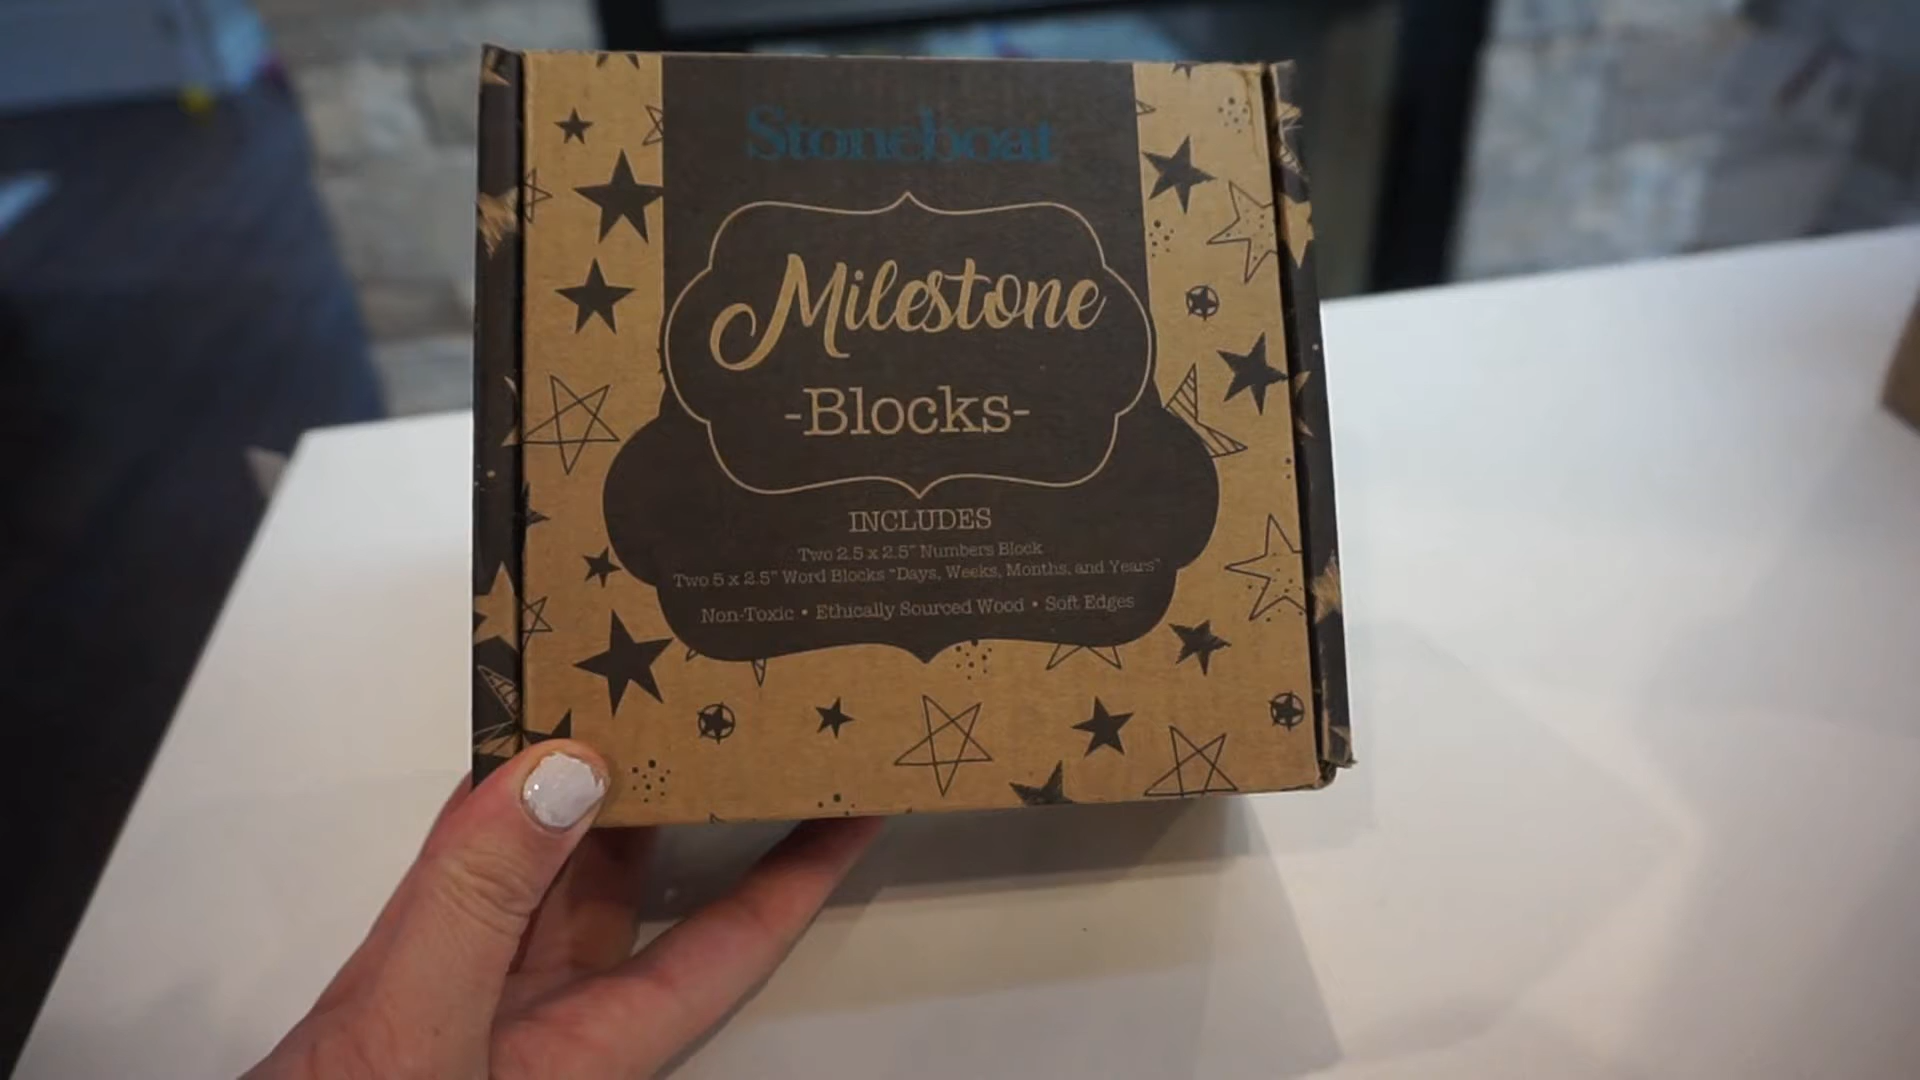 Stoneboat
Milestone
-Blocks-
INCLUDES
Two 2.5 x 2.5" Numbers Block
Two 5 x 2.5" Word Blocks "Days, Weeks, Months, and Years"
Non-Toxic • Ethically Sourced Wood • Soft Edges